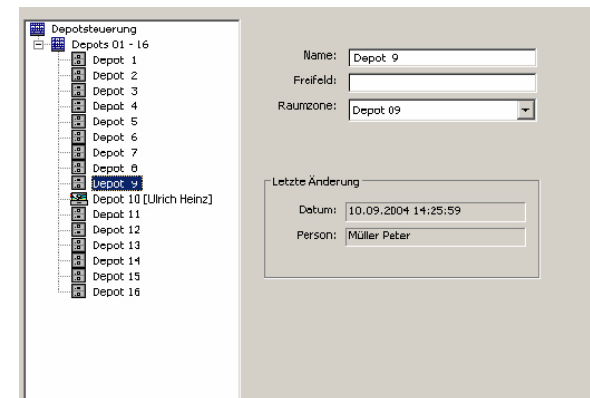 Depotsteuerung
Depots 01 - 16
Depot 1
Depot 2
Depot 3
Depot 4
Depot 5
Depot 6
Depot 7
Depot 8
Depot 9
Depot 10 [Ulrich Heinz]
Depot 11
Depot 12
Depot 13
Depot 14
Depot 15
Depot 16
Name: Depot 9
Freifeld:
Raumzone: Depot 09
Letzte Änderung
Datum: 10.09.2004 14:25:59
Person: Müller Peter